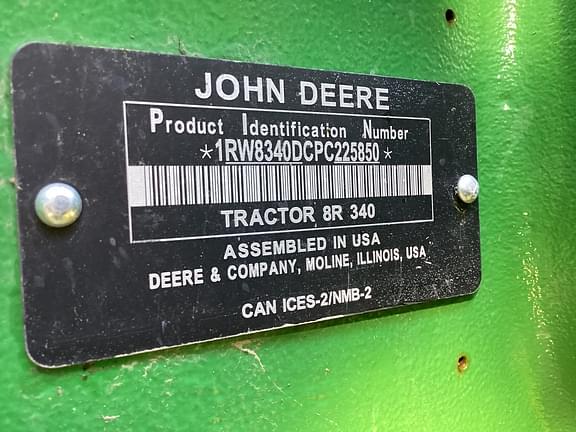 JOHN DEERE
Product Identification Number
*1RW8340DCPC225850*
TRACTOR 8R 340
ASSEMBLED IN USA
DEERE & COMPANY, MOLINE, ILLINOIS, USA
CAN ICES-2/NMB-2